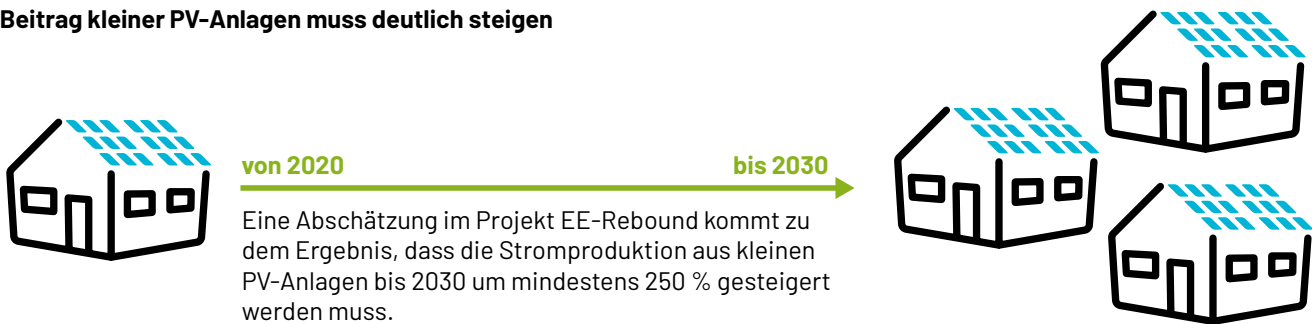 Beitrag kleiner PV-Anlagen muss deutlich steigen
von 2020
bis 2030
Eine Abschätzung im Projekt EE-Rebound kommt zu
dem Ergebnis, dass die Stromproduktion aus kleinen
PV-Anlagen bis 2030 um mindestens 250 % gesteigert
werden muss.